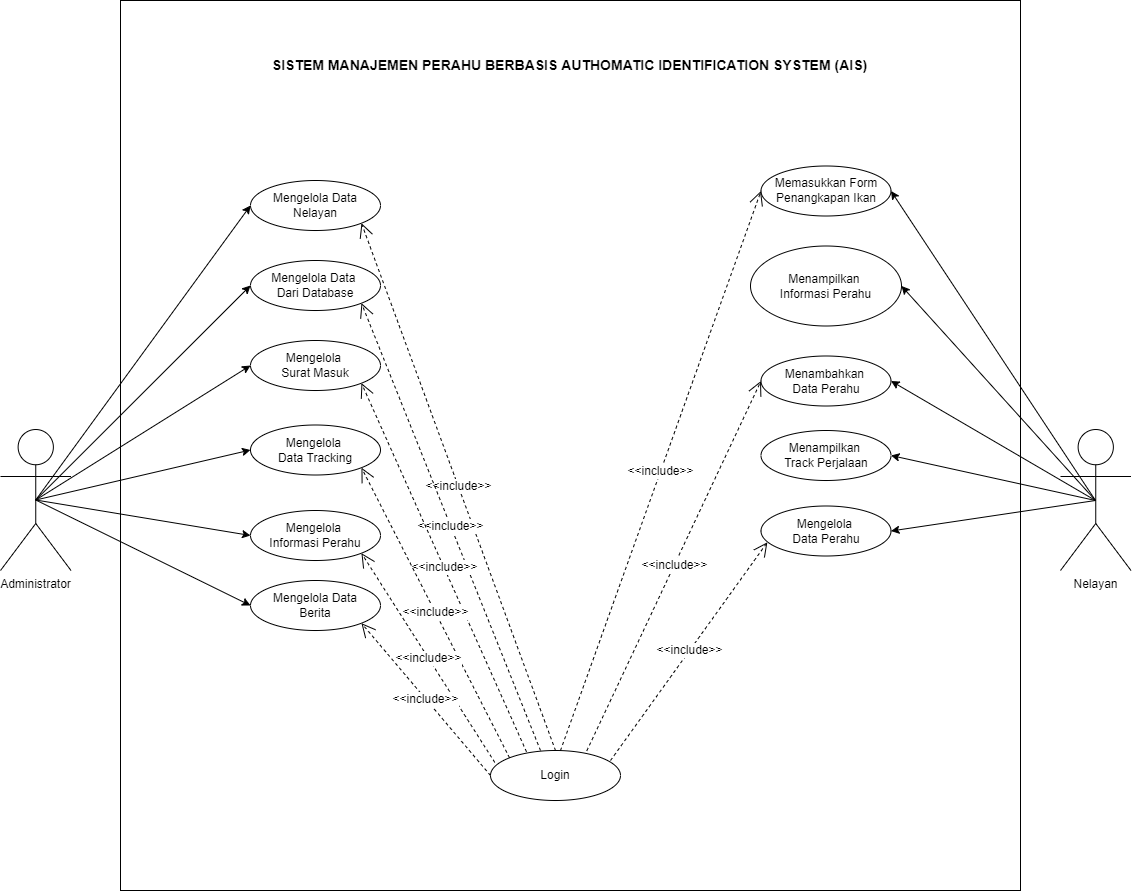 SISTEM MANAJEMEN PERAHU BERBASIS AUTHOMATIC IDENTIFICATION SYSTEM (AIS)
Mengelola Data
Nelayan
Mengelola Data
Dari Database
Mengelola
Surat Masuk
Mengelola
Data Tracking
Mengelola
Informasi Perahu
Mengelola Data
Berita
Administrator
Memasukkan Form
Penangkapan Ikan
Menampilkan
Informasi Perahu
Menambahkan
Data Perahu
Menampilkan
Track Perjalaan
Mengelola
Data Perahu
Nelayan
<<include>>
<<include>>
<<include>>
<<include>>
<<include>>
<<include>>
<<include>>
<<include>>
<<include>>
Login